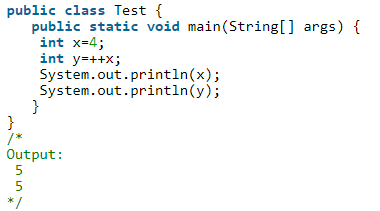 public class Test {
   public static void main(String[] args) {
    int x=4;
    int y=++x;
    System.out.println(x);
    System.out.println(y);
   }
}
/*
Output:
 5
 5
*/